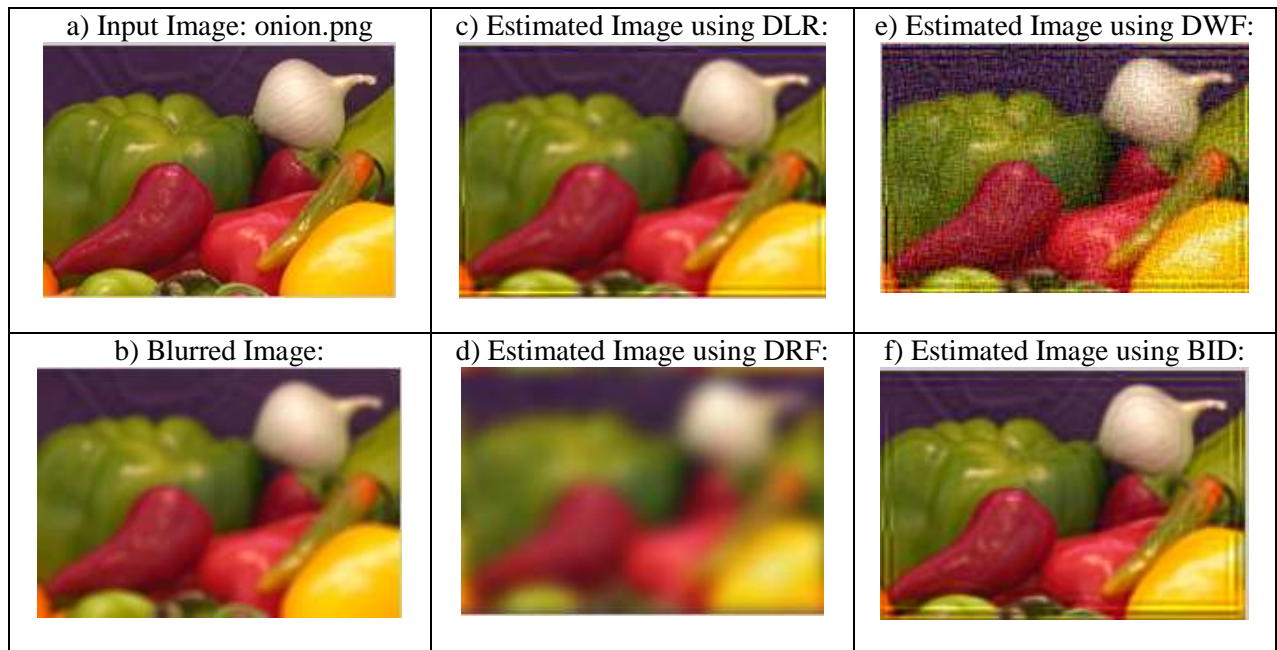 a) Input Image: onion.png
c) Estimated Image using DLR:
e) Estimated Image using DWF:
b) Blurred Image:
d) Estimated Image using DRF:
f) Estimated Image using BID: